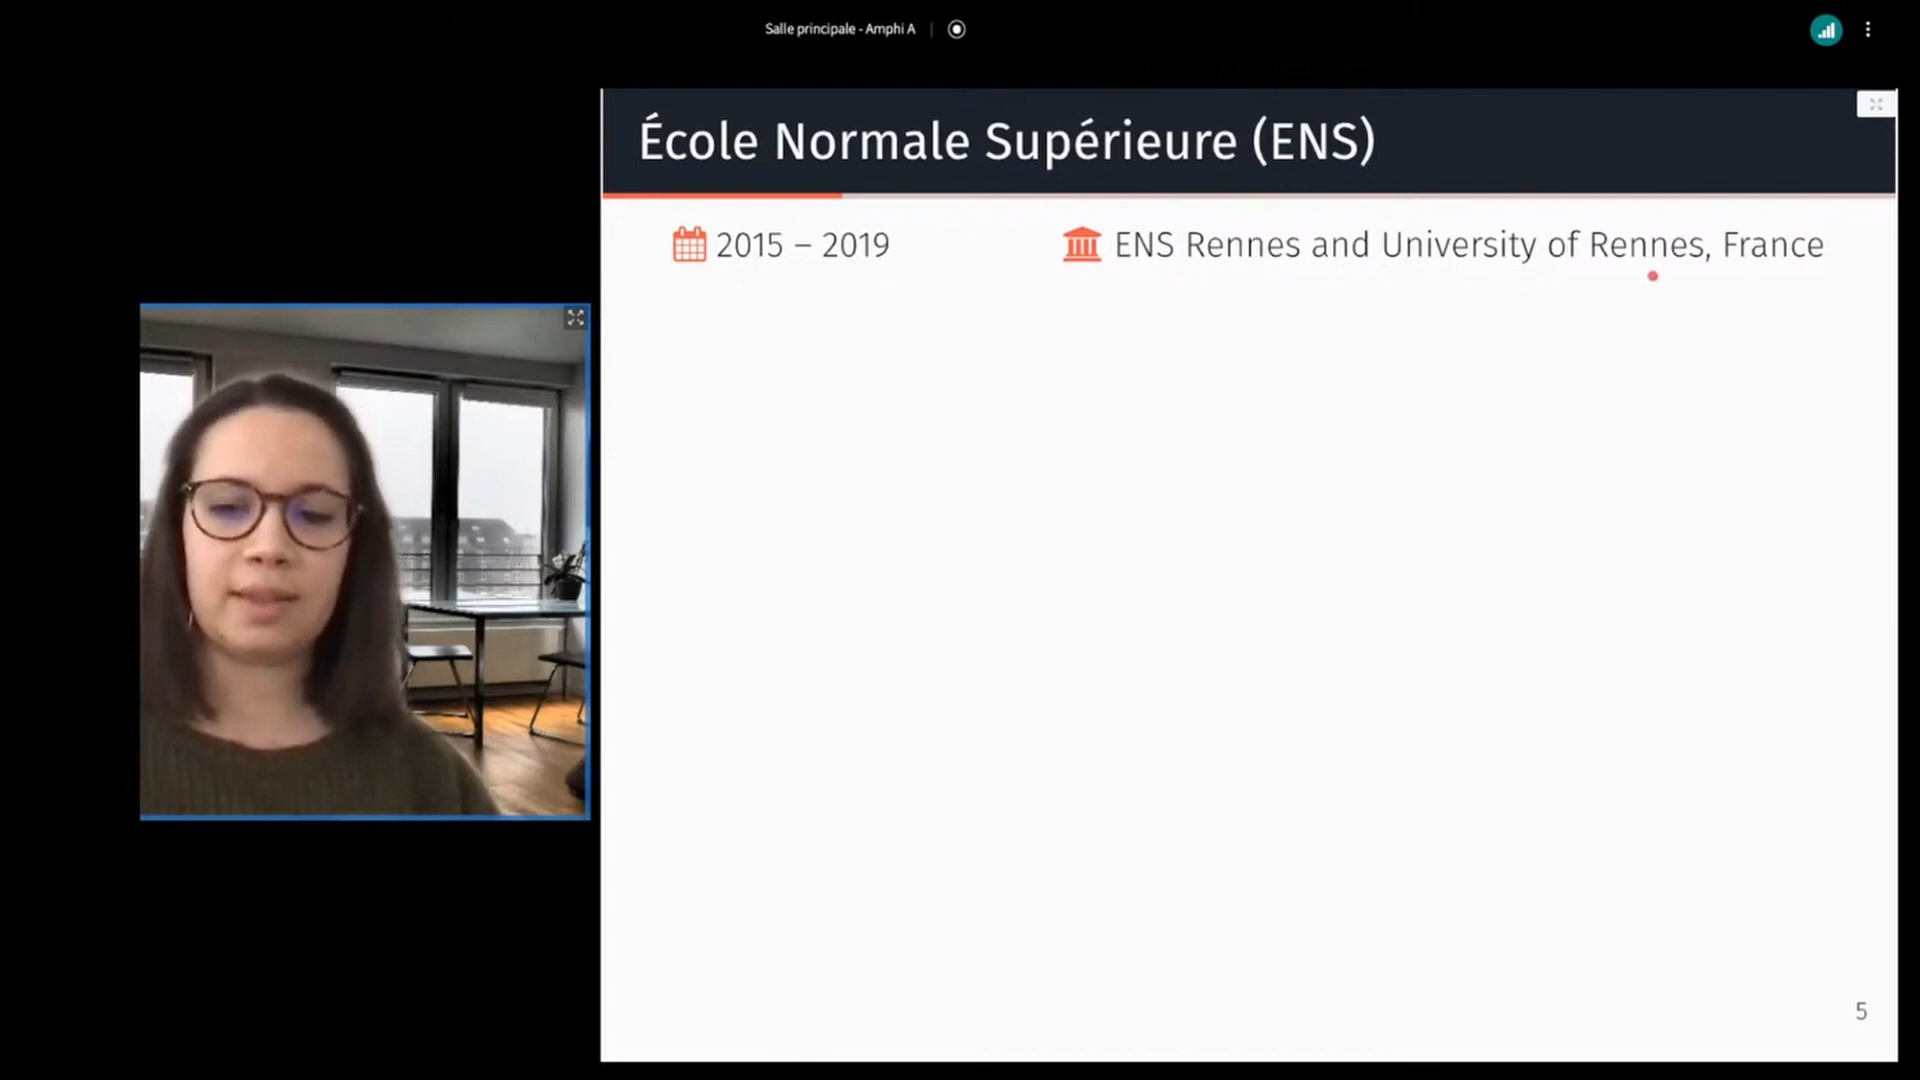 Salle principale - Amphi A
École Normale Supérieure (ENS)
2015 – 2019
ENS Rennes and University of Rennes, France
5